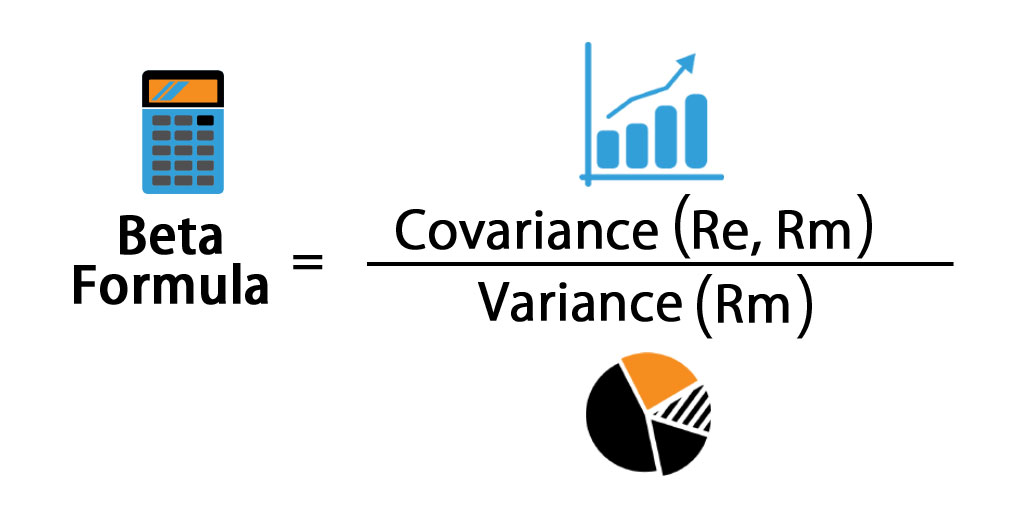 Beta
Formula
=
Covariance (Re, Rm)
Variance (Rm)